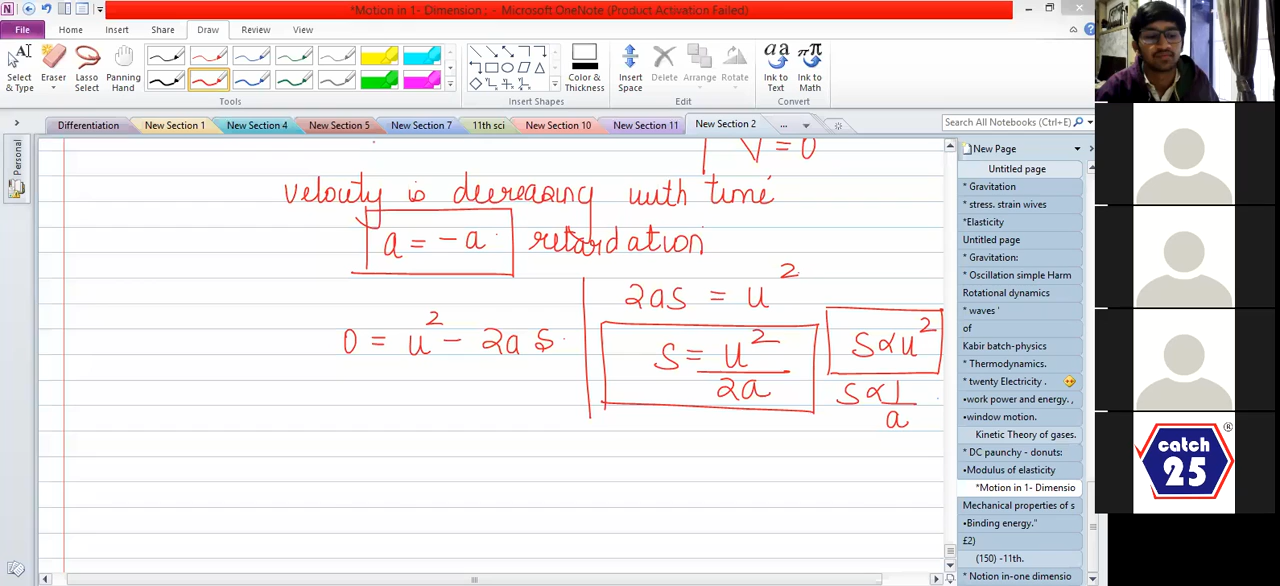 *Motion in 1- Dimension : - Microsoft OneNote (Product Activation Failed)
File Home Insert Share Draw Review View
Select & Type
Eraser
Lasso Select
Panning Hand
Color & Thickness
Insert Space
Delete
Arrange
Rotate
Ink to Text
Ink to Math
Tools
Insert Shapes
Edit
Convert
Differentiation New Section 1 New Section 4 New Section 5 New Section 7 11th sci New Section 10 New Section 11 New Section 2 ...
Search All Notebooks (Ctrl+E)
Personal
V = 0
velocity is decreasing with time
a = -a retardation
2as = u²
0 = u² - 2a s
s = u²/2a
s ∝ u²
s ∝ 1/a
New Page
Untitled page
* Gravitation
* stress. strain wives
*Elasticity
Untitled page
* Gravitation:
* Oscillation simple Harm
Rotational dynamics
* waves '
of
Kabir batch-physics
* Thermodynamics.
* twenty Electricity .
•work power and energy. ,
•window motion.
Kinetic Theory of gases.
* DC paunchy - donuts:
•Modulus of elasticity
*Motion in 1- Dimensio
Mechanical properties of s
•Binding energy."
£2)
(150) -11th.
* Notion in-one dimensio
catch
25
®